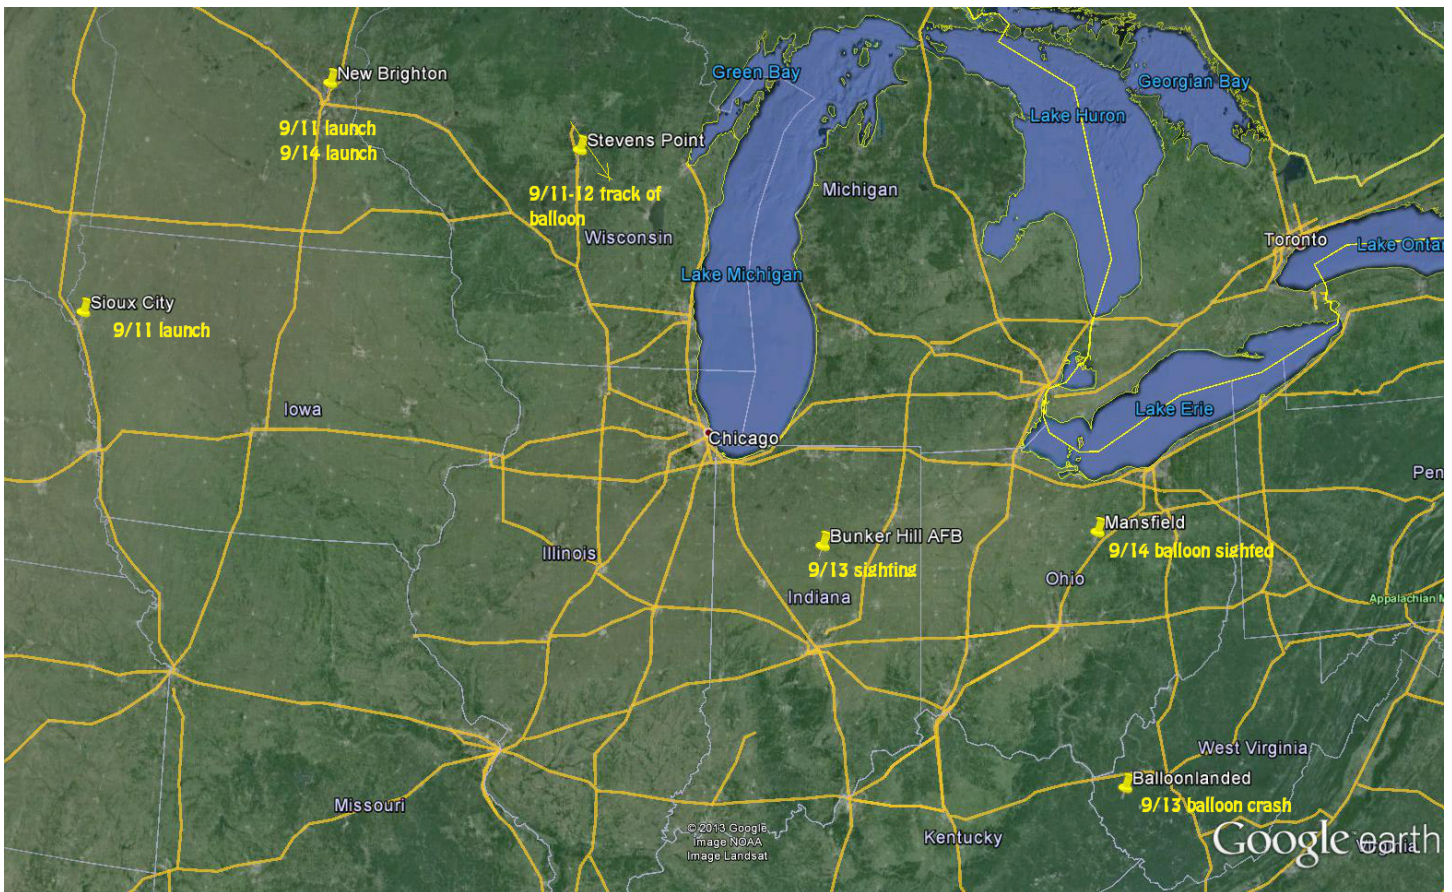 New Brighton
9/11 launch
9/14 launch
Green Bay
Georgian Bay
Lake Huron
Stevens Point
9/11-12 track of
balloon
Wisconsin
Michigan
Lake Michigan
Toronto
Lake Ontar
Sioux City
9/11 launch
Iowa
Lake Erie
Chicago
Pen
Bunker Hill AFB
9/13 sighting
Mansfield
9/14 balloon sighted
Illinois
Indiana
Ohio
Appalachian M
West Virginia
Balloonlanded
9/13 balloon crash
Missouri
Kentucky
Virginia
© 2013 Google
Image NOAA
Image Landsat
Google earth